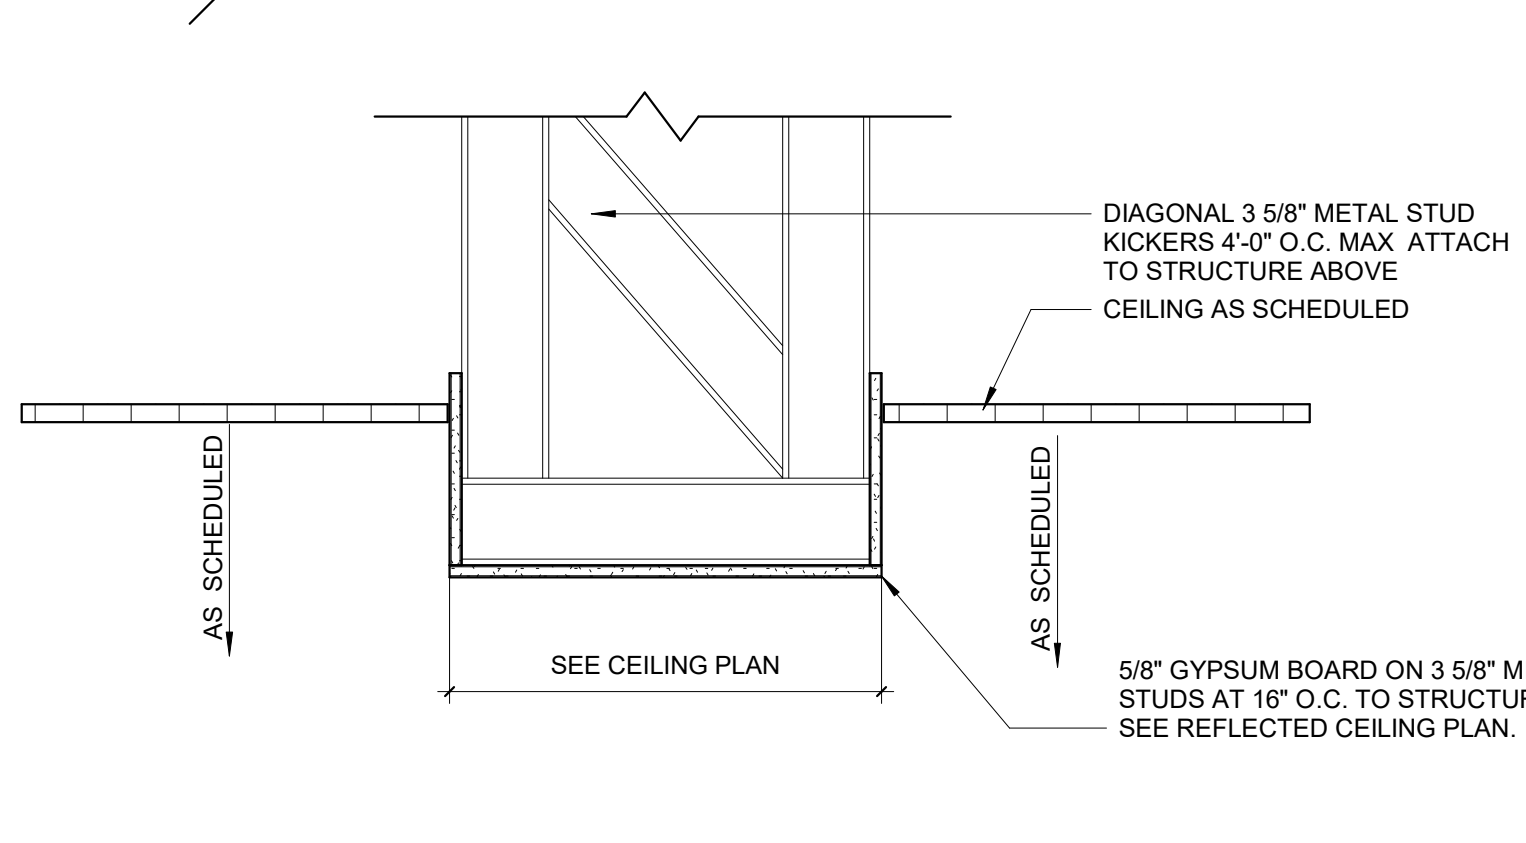 DIAGONAL 3 5/8" METAL STUD
KICKERS 4'-0" O.C. MAX  ATTACH
TO STRUCTURE ABOVE
CEILING AS SCHEDULED
AS  SCHEDULED
AS  SCHEDULED
SEE CEILING PLAN
5/8" GYPSUM BOARD ON 3 5/8"
STUDS AT 16" O.C. TO
SEE REFLECTED CEILING PLAN.